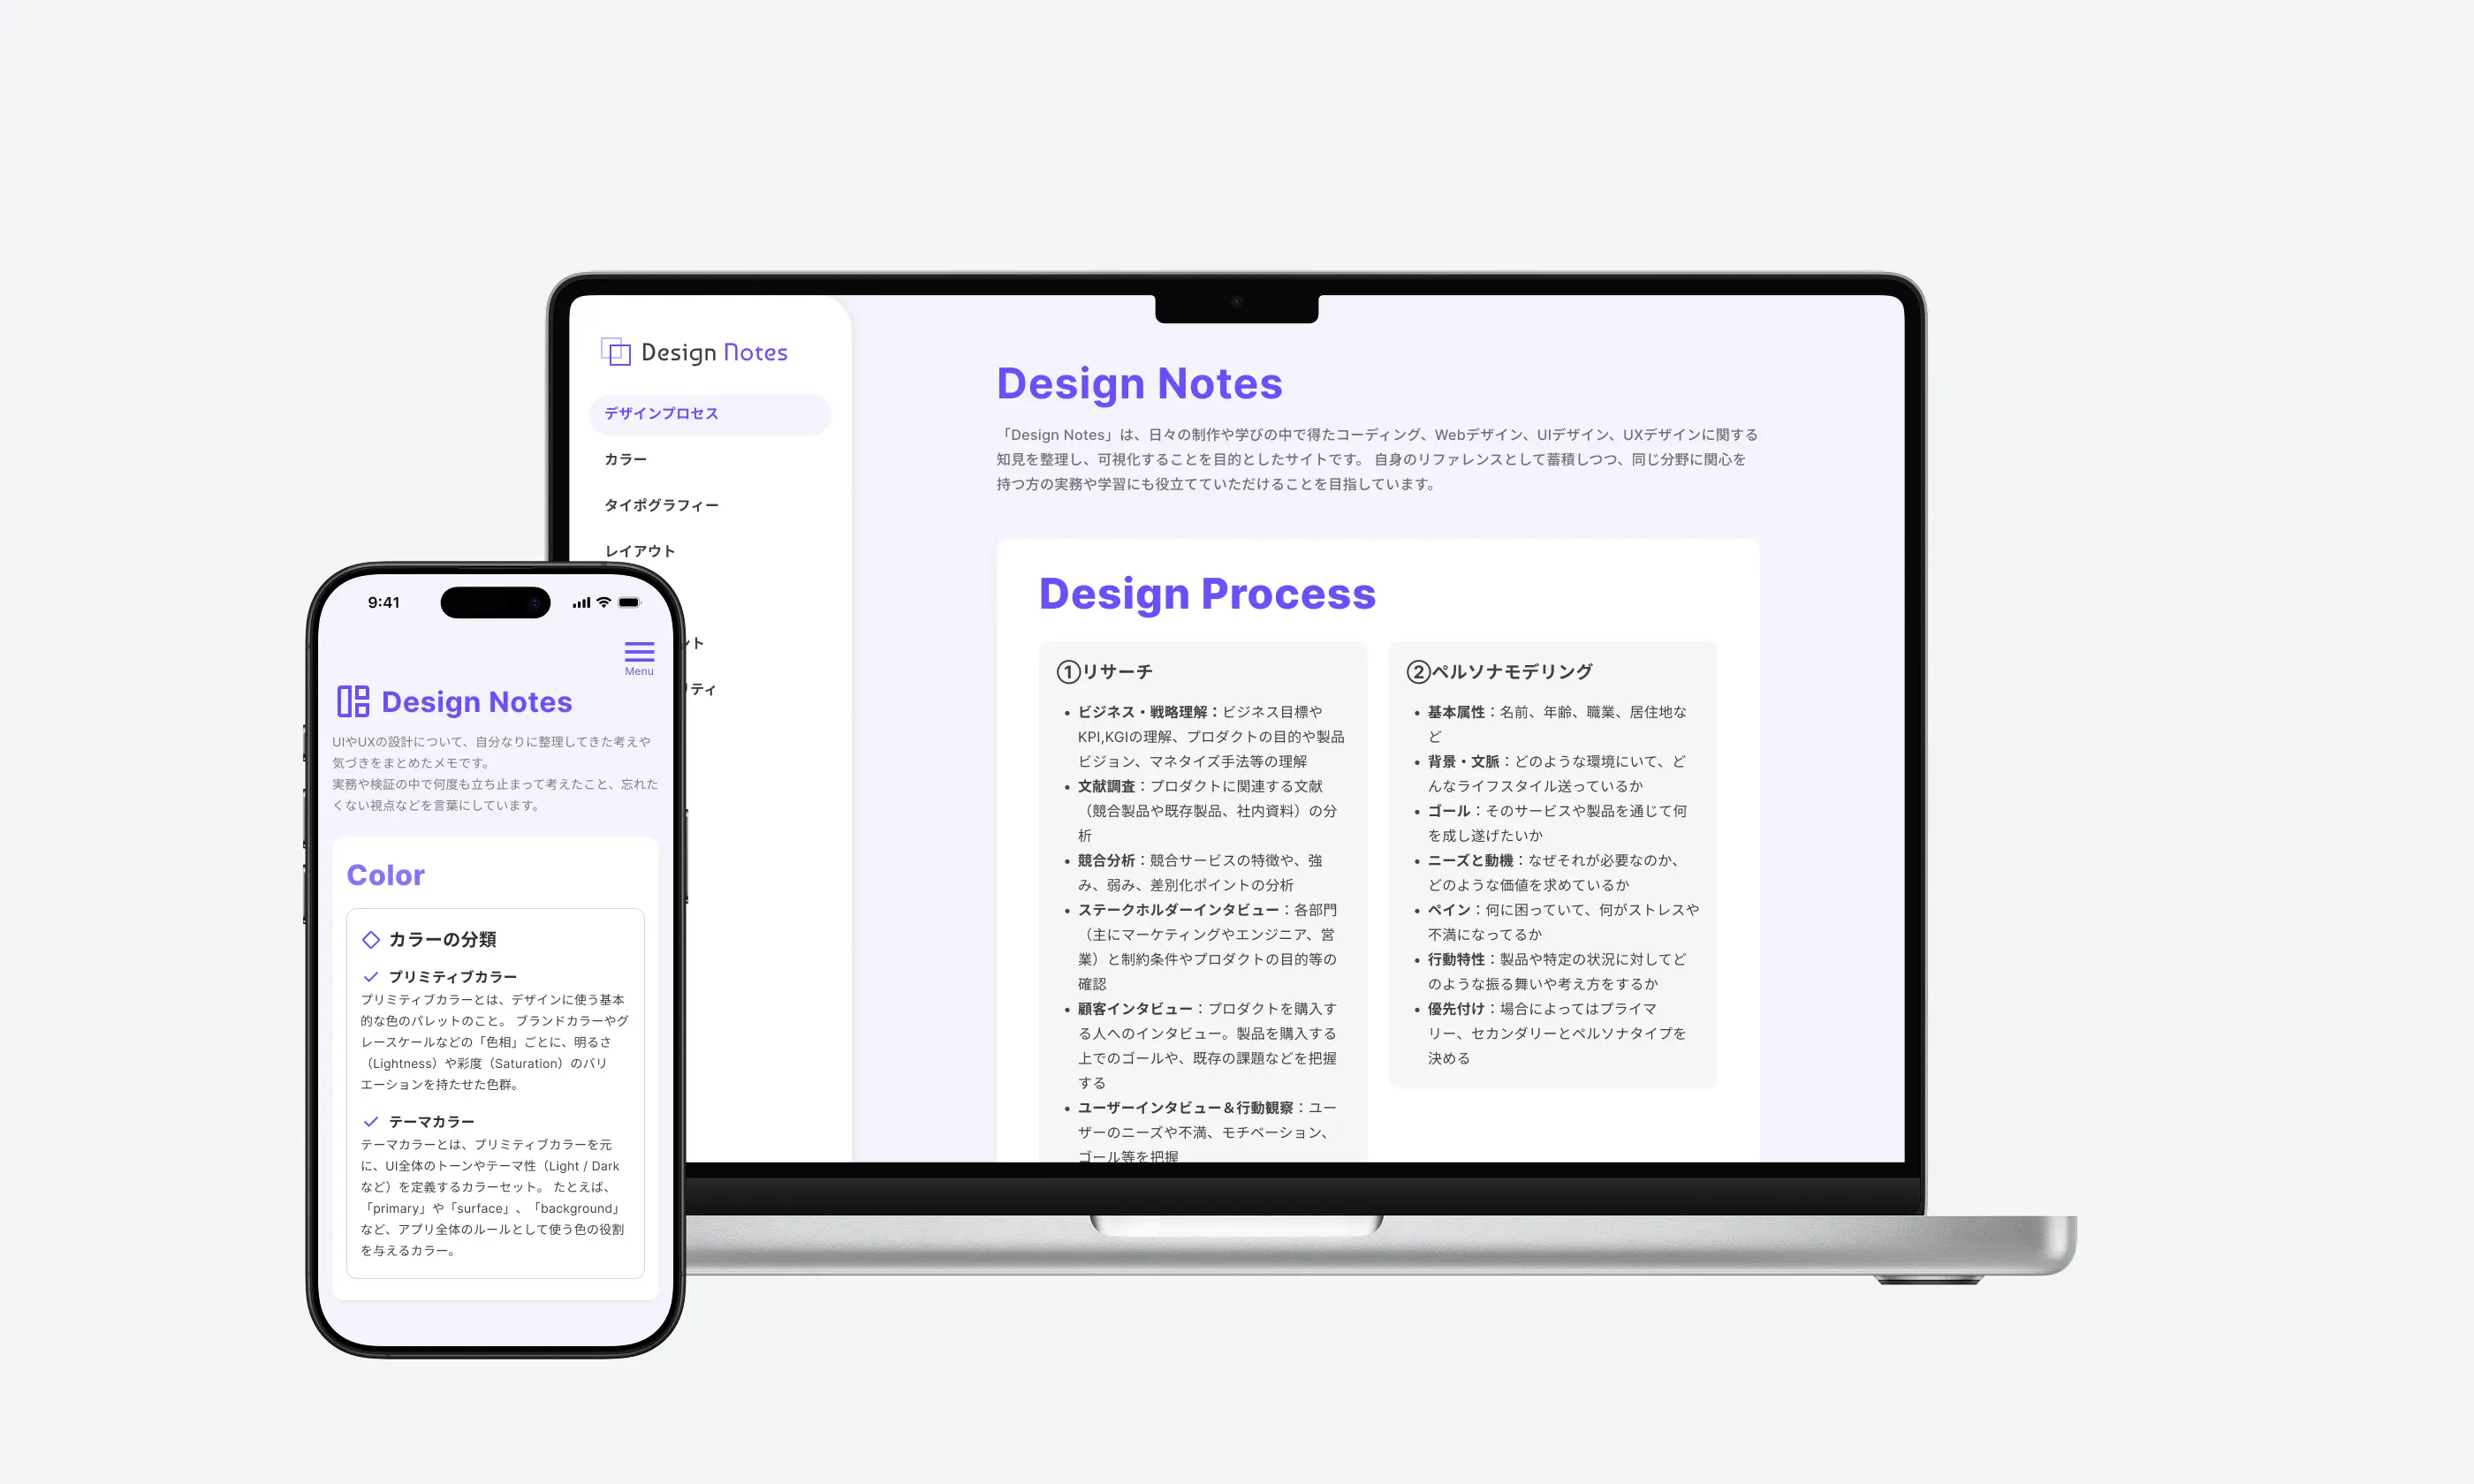 Design Notes
デザインプロセス
カラー
タイポグラフィー
レイアウト
ント
リティ
Design Notes
「Design Notes」は、日々の制作や学びの中で得たコーディング、Webデザイン、UIデザイン、UXデザインに関する
知見を整理し、可視化することを目的としたサイトです。 自身のリファレンスとして蓄積しつつ、同じ分野に関心を
持つ方の実務や学習にも役立てていただけることを目指しています。
Design Process
①リサーチ
• ビジネス・戦略理解：ビジネス目標や
KPI,KGIの理解、プロダクトの目的や製品
ビジョン、マネタイズ手法等の理解
• 文献調査：プロダクトに関連する文献
（競合製品や既存製品、社内資料）の分
析
• 競合分析：競合サービスの特徴や、強
み、弱み、差別化ポイントの分析
• ステークホルダーインタビュー：各部門
（主にマーケティングやエンジニア、営
業）と制約条件やプロダクトの目的等の
確認
• 顧客インタビュー：プロダクトを購入す
る人へのインタビュー。製品を購入する
上でのゴールや、既存の課題などを把握
する
• ユーザーインタビュー＆行動観察：ユー
ザーのニーズや不満、モチベーション、
ゴール等を把握
②ペルソナモデリング
• 基本属性：名前、年齢、職業、居住地な
ど
• 背景・文脈：どのような環境にいて、ど
んなライフスタイル送っているか
• ゴール：そのサービスや製品を通じて何
を成し遂げたいか
• ニーズと動機：なぜそれが必要なのか、
どのような価値を求めているか
• ペイン：何に困っていて、何がストレスや
不満になってるか
• 行動特性：製品や特定の状況に対してど
のような振る舞いや考え方をするか
• 優先付け：場合によってはプライマ
リー、セカンダリーとペルソナタイプを
決める
9:41
Menu
Design Notes
UIやUXの設計について、自分なりに整理してきた考えや
気づきをまとめたメモです。
実務や検証の中で何度も立ち止まって考えたこと、忘れた
くない視点などを言葉にしています。
Color
カラーの分類
プリミティブカラー
プリミティブカラーとは、デザインに使う基本
的な色のパレットのこと。 ブランドカラーやグ
レースケールなどの「色相」ごとに、明るさ
（Lightness）や彩度（Saturation）のバリ
エーションを持たせた色群。
テーマカラー
テーマカラーとは、プリミティブカラーを元
に、UI全体のトーンやテーマ性（Light / Dark
など）を定義するカラーセット。 たとえば、
「primary」や「surface」、「background」
など、アプリ全体のルールとして使う色の役割
を与えるカラー。